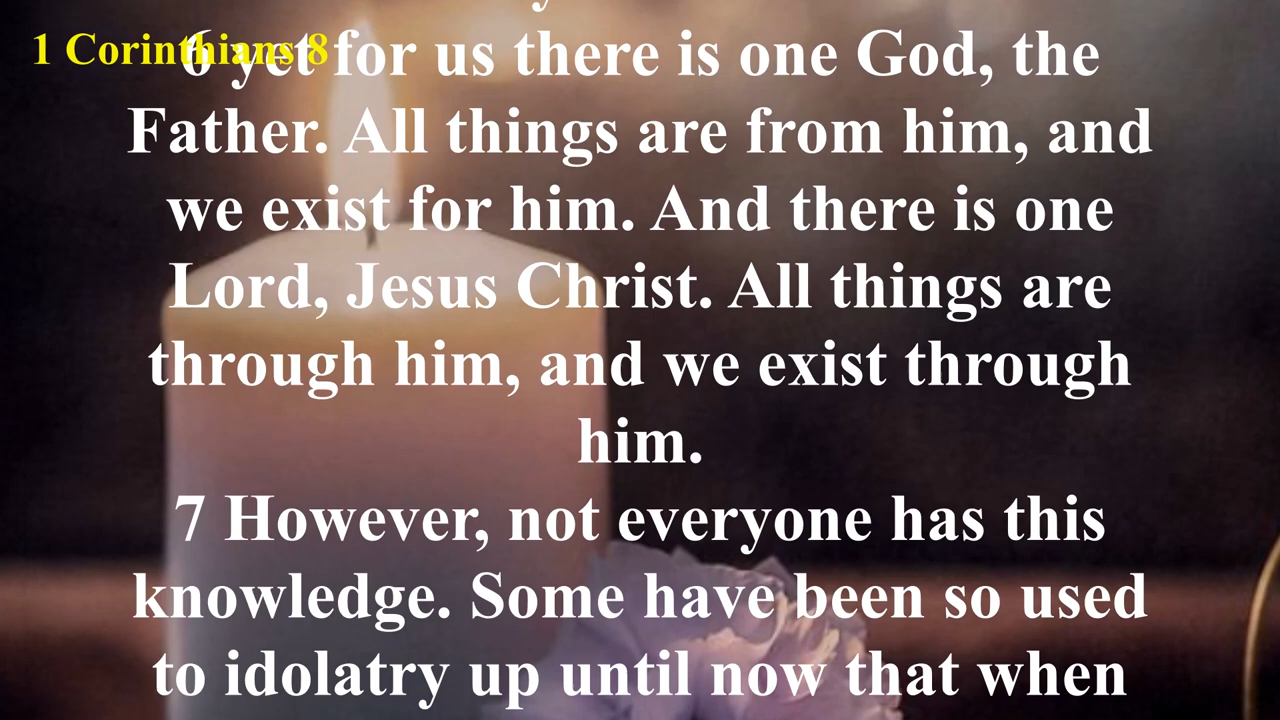 1 Corinthians 8
6 yet for us there is one God, the
Father. All things are from him, and
we exist for him. And there is one
Lord, Jesus Christ. All things are
through him, and we exist through
him.
7 However, not everyone has this
knowledge. Some have been so used
to idolatry up until now that when